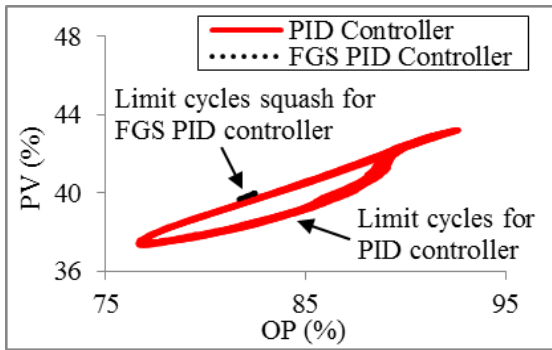 48
PID Controller
FGS PID Controller
44
Limit cycles squash for
FGS PID controller
PV (%)
40
Limit cycles for
PID controller
36
75
85
95
OP (%)